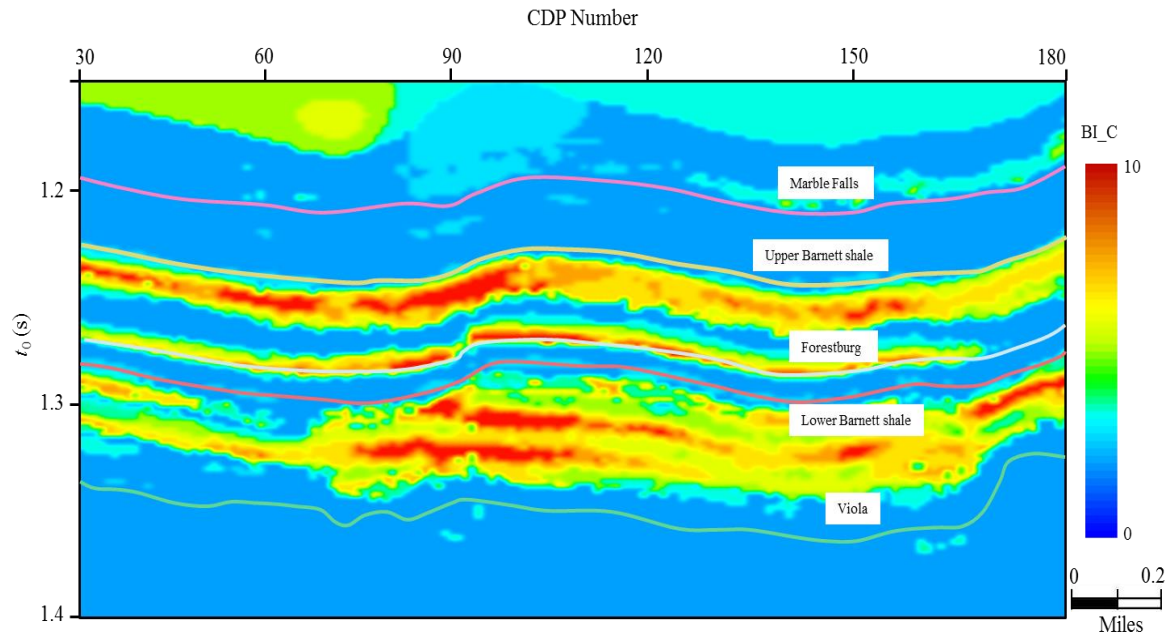 CDP Number
30 60 90 120 150 180
BI_C
10
1.2
Marble Falls
Upper Barnett shale
t₀ (s)
Forestburg
1.3
Lower Barnett shale
Viola
0
0 0.2
1.4
Miles